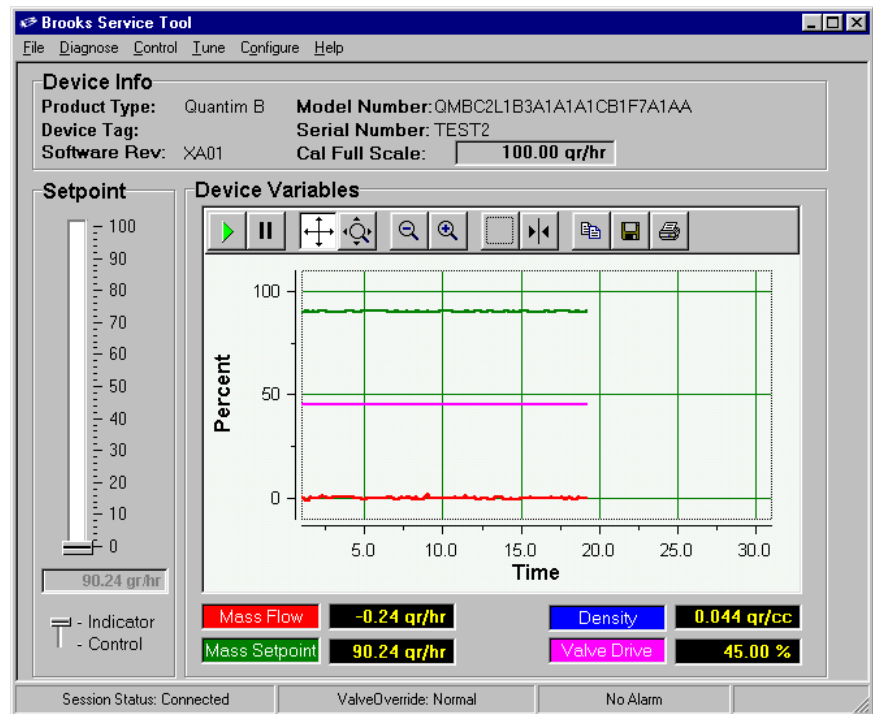 Brooks Service Tool
File Diagnose Control Tune Configure Help
Device Info
Product Type: Quantim B Model Number: QMBC2L1B3A1A1A1CB1F7A1AA
Device Tag: Serial Number: TEST2
Software Rev: XA01 Cal Full Scale: 100.00 gr/hr
Setpoint
100
90
80
70
60
50
40
30
20
10
0
90.24 gr/hr
- Indicator
- Control
Device Variables
Percent
100
50
0
5.0 10.0 15.0 20.0 25.0 30.0
Time
Mass Flow -0.24 gr/hr Density 0.044 gr/cc
Mass Setpoint 90.24 gr/hr Valve Drive 45.00 %
Session Status: Connected ValveOverride: Normal No Alarm